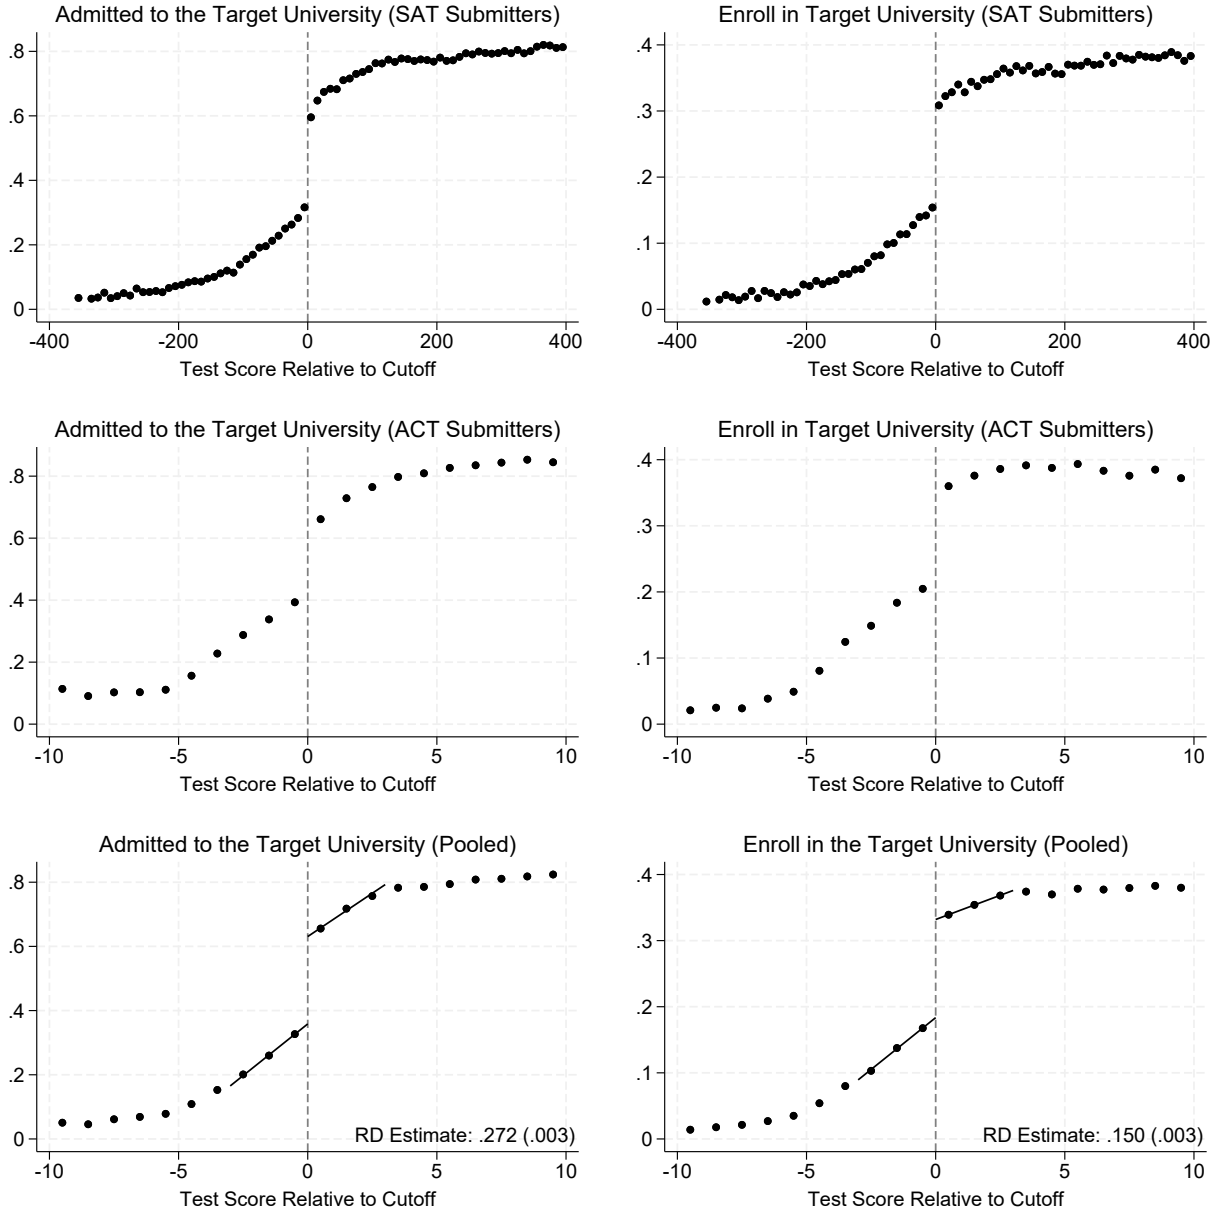 Admitted to the Target University (SAT Submitters)
.8
.6
.4
.2
0
-400 -200 0 200 400
Test Score Relative to Cutoff
Enroll in Target University (SAT Submitters)
.4
.3
.2
.1
0
-400 -200 0 200 400
Test Score Relative to Cutoff
Admitted to the Target University (ACT Submitters)
.8
.6
.4
.2
0
-10 -5 0 5 10
Test Score Relative to Cutoff
Enroll in Target University (ACT Submitters)
.4
.3
.2
.1
0
-10 -5 0 5 10
Test Score Relative to Cutoff
Admitted to the Target University (Pooled)
.8
.6
.4
.2
0
RD Estimate: .272 (.003)
-10 -5 0 5 10
Test Score Relative to Cutoff
Enroll in the Target University (Pooled)
.4
.3
.2
.1
0
RD Estimate: .150 (.003)
-10 -5 0 5 10
Test Score Relative to Cutoff